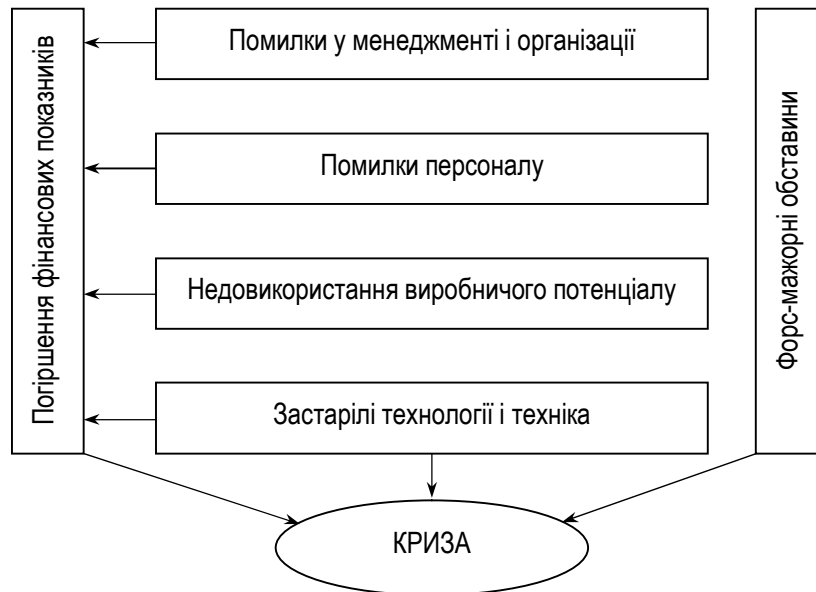 Погіршення фінансових показників
Помилки у менеджменті і організації
Помилки персоналу
Недовикористання виробничого потенціалу
Застарілі технології і техніка
Форс-мажорні обставини
КРИЗА